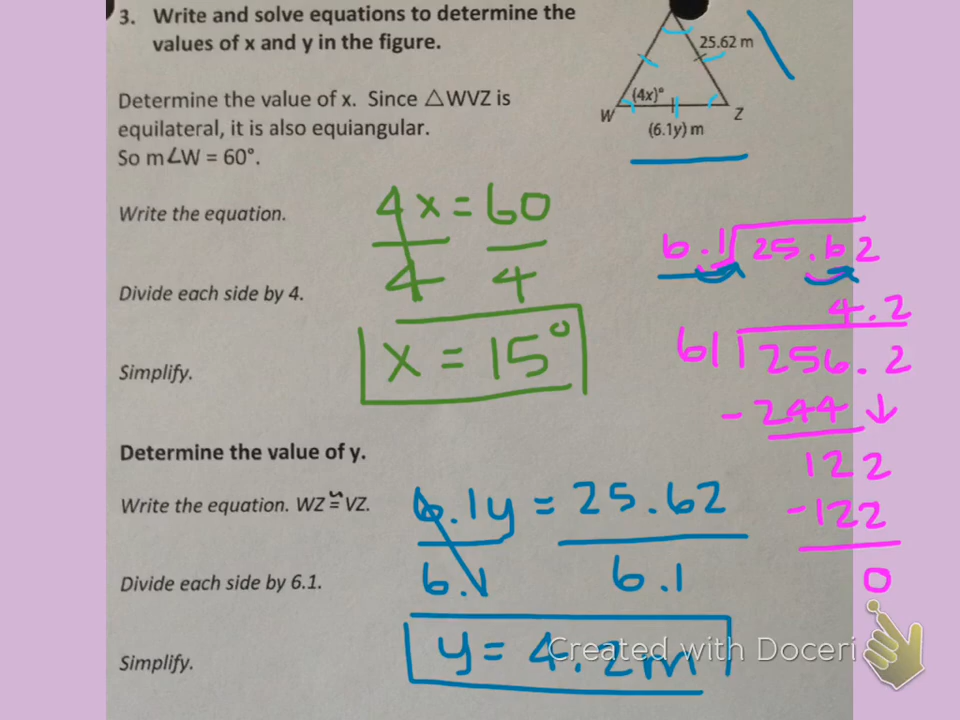 3. Write and solve equations to determine the
values of x and y in the figure.
25.62 m
(4x)°
W
Z
(6.1y) m
Determine the value of x. Since △WVZ is
equilateral, it is also equiangular.
So m∠W = 60°.
Write the equation.
4x = 60
Divide each side by 4.
4 4
Simplify.
x = 15°
6.1 25.62
4.2
61 256.2
- 244 ↓
122
- 122
0
Determine the value of y.
Write the equation. WZ ≅ VZ.
6.1y = 25.62
Divide each side by 6.1.
6.1 6.1
Simplify.
y = 4.2m
Created with Doceri